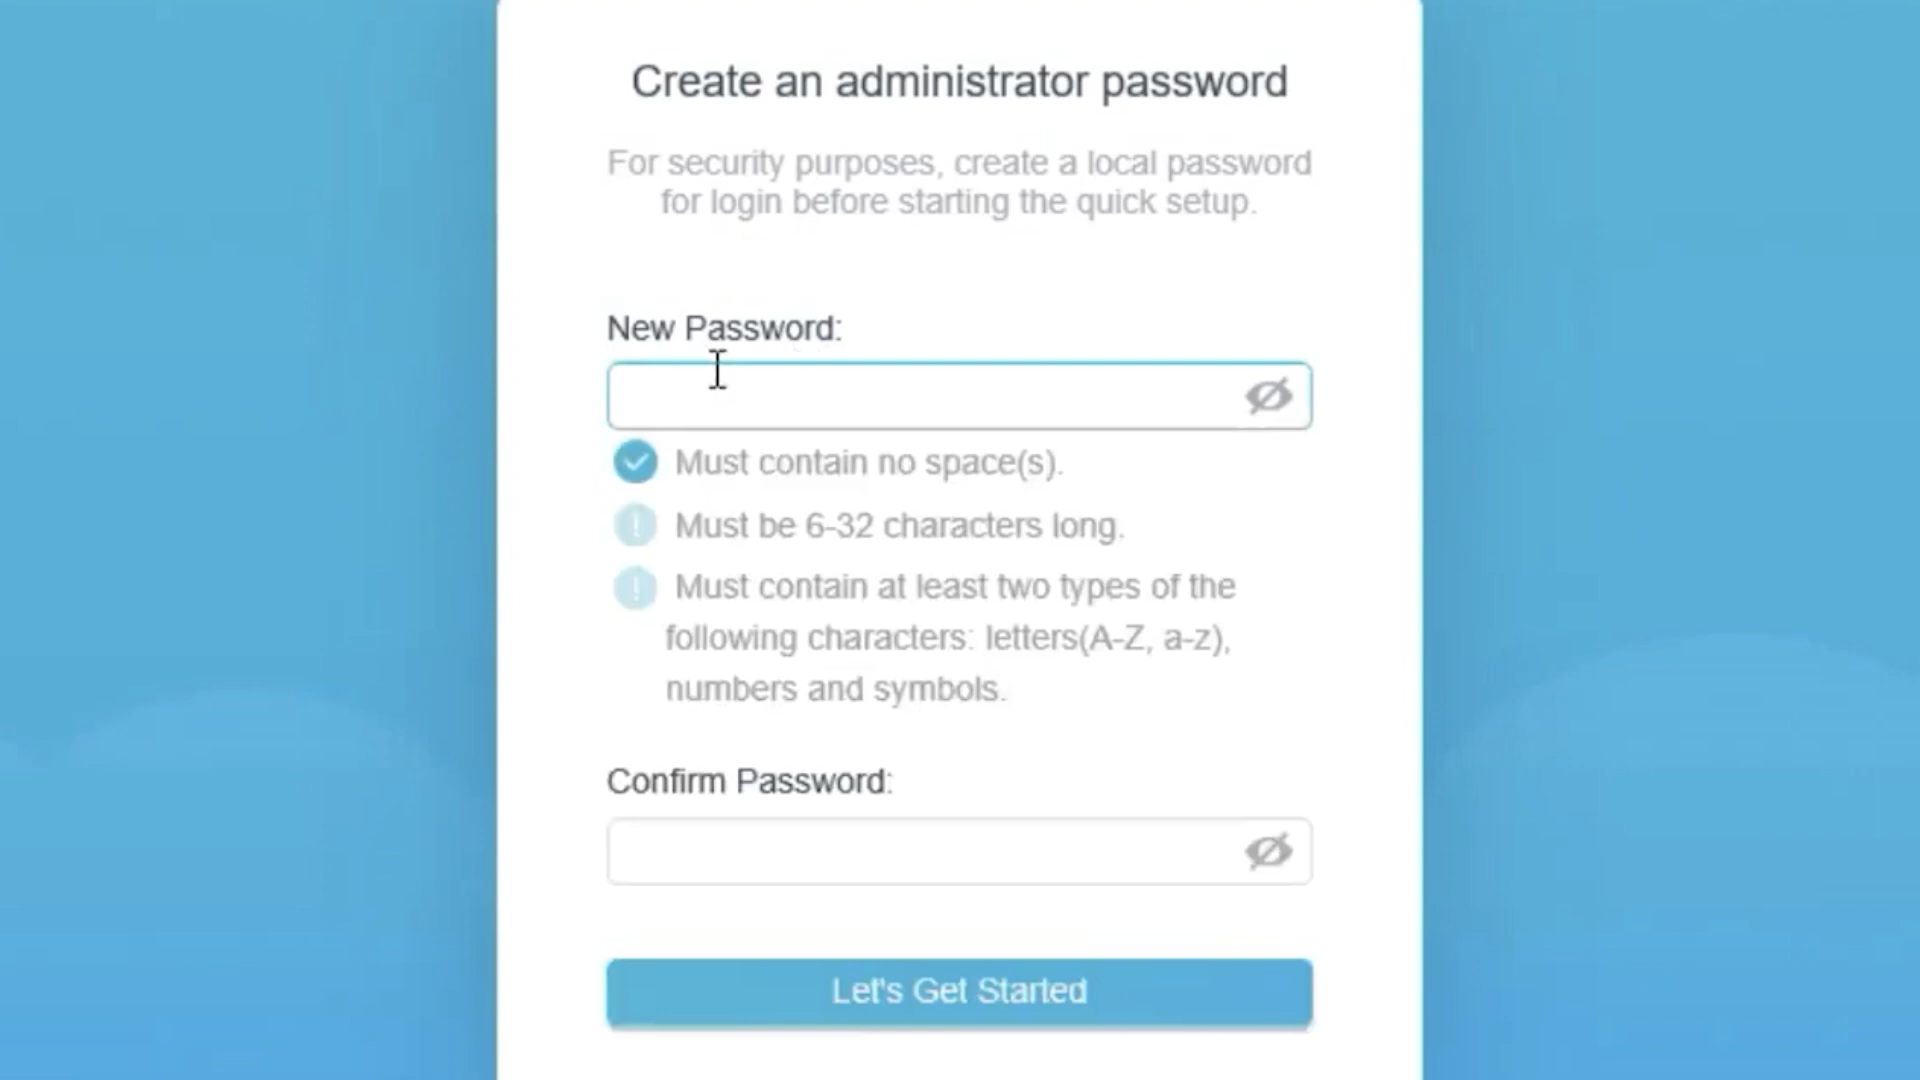 Create an administrator password
For security purposes, create a local password
for login before starting the quick setup.
New Password:
Must contain no space(s).
Must be 6-32 characters long.
Must contain at least two types of the
following characters: letters(A-Z, a-z),
numbers and symbols.
Confirm Password:
Let's Get Started